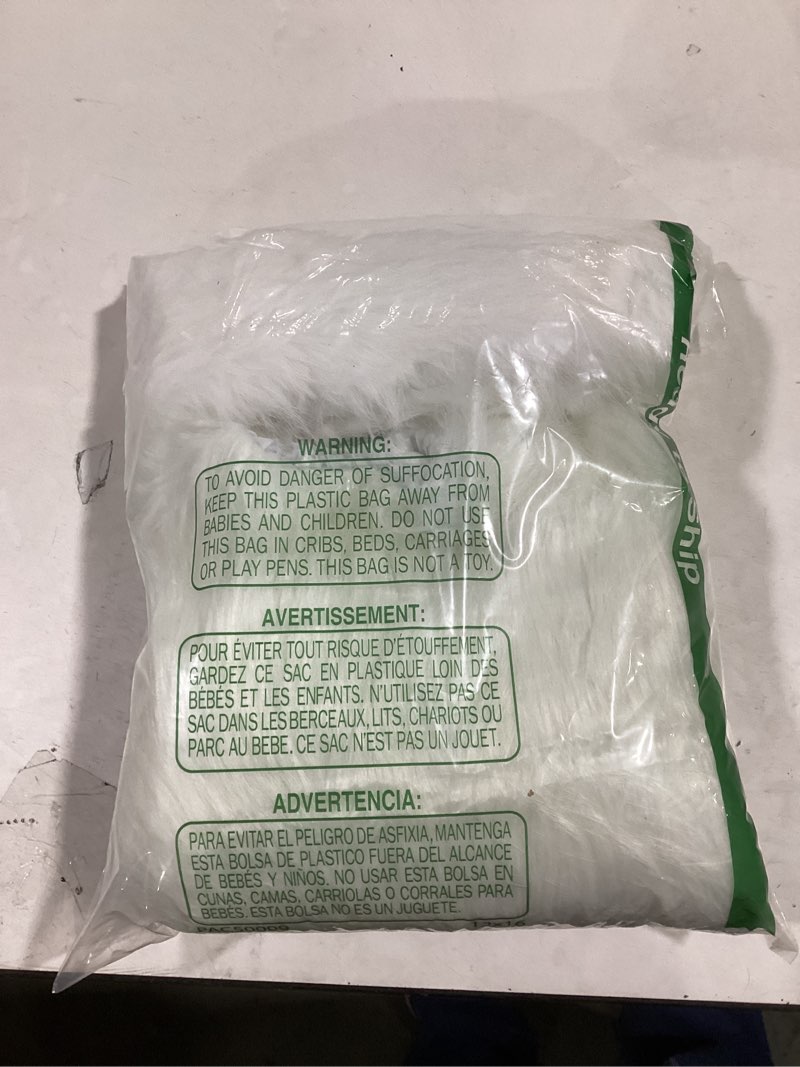 WARNING:
TO AVOID DANGER OF SUFFOCATION,
KEEP THIS PLASTIC BAG AWAY FROM
BABIES AND CHILDREN. DO NOT USE
THIS BAG IN CRIBS, BEDS, CARRIAGES
OR PLAY PENS. THIS BAG IS NOT A TOY.
AVERTISSEMENT:
POUR ÉVITER TOUT RISQUE D'ÉTOUFFEMENT,
GARDEZ CE SAC EN PLASTIQUE LOIN DES
BÉBÉS ET LES ENFANTS. N'UTILISEZ PAS CE
SAC DANS LES BERCEAUX, LITS, CHARIOTS OU
PARC AU BEBE. CE SAC N'EST PAS UN JOUET.
ADVERTENCIA:
PARA EVITAR EL PELIGRO DE ASFIXIA, MANTENGA
ESTA BOLSA DE PLASTICO FUERA DEL ALCANCE
DE BEBÉS Y NIÑOS. NO USAR ESTA BOLSA EN
CUNAS, CAMAS, CARRIOLAS O CORRALES PARA
BEBÉS. ESTA BOLSA NO ES UN JUGUETE.
ship